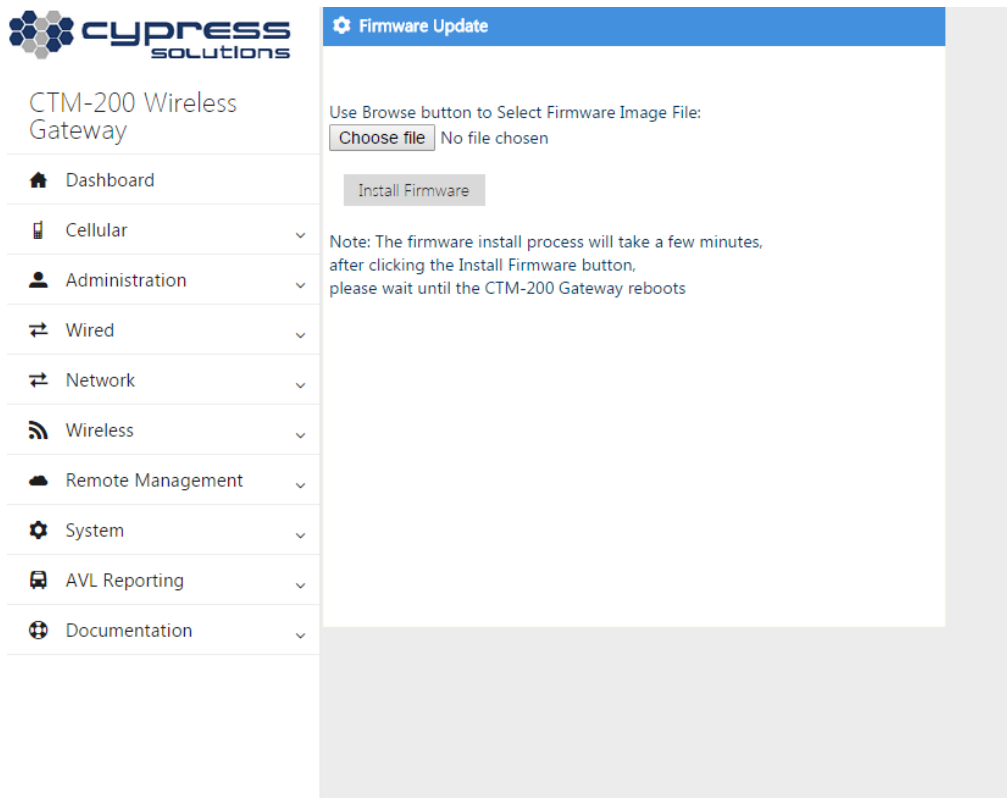 cypress
solutions
CTM-200 Wireless
Gateway
Dashboard
Cellular
Administration
Wired
Network
Wireless
Remote Management
System
AVL Reporting
Documentation
Firmware Update
Use Browse button to Select Firmware Image File:
Choose file No file chosen
Install Firmware
Note: The firmware install process will take a few minutes,
after clicking the Install Firmware button,
please wait until the CTM-200 Gateway reboots